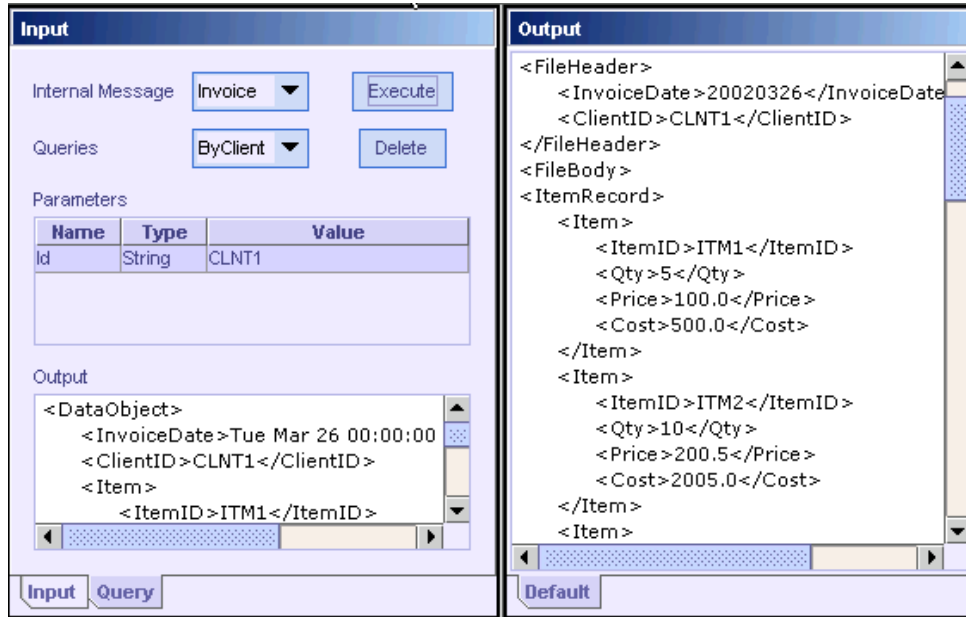 Input
Internal Message Invoice Execute
Queries ByClient Delete
Parameters
Name Type Value
Id String CLNT1
Output
<DataObject>
<InvoiceDate>Tue Mar 26 00:00:00
<ClientID>CLNT1</ClientID>
<Item>
<ItemID>ITM1</ItemID>
Input Query
Output
<FileHeader>
<InvoiceDate>20020326</InvoiceDate
<ClientID>CLNT1</ClientID>
</FileHeader>
<FileBody>
<ItemRecord>
<Item>
<ItemID>ITM1</ItemID>
<Qty>5</Qty>
<Price>100.0</Price>
<Cost>500.0</Cost>
</Item>
<Item>
<ItemID>ITM2</ItemID>
<Qty>10</Qty>
<Price>200.5</Price>
<Cost>2005.0</Cost>
</Item>
<Item>
Default